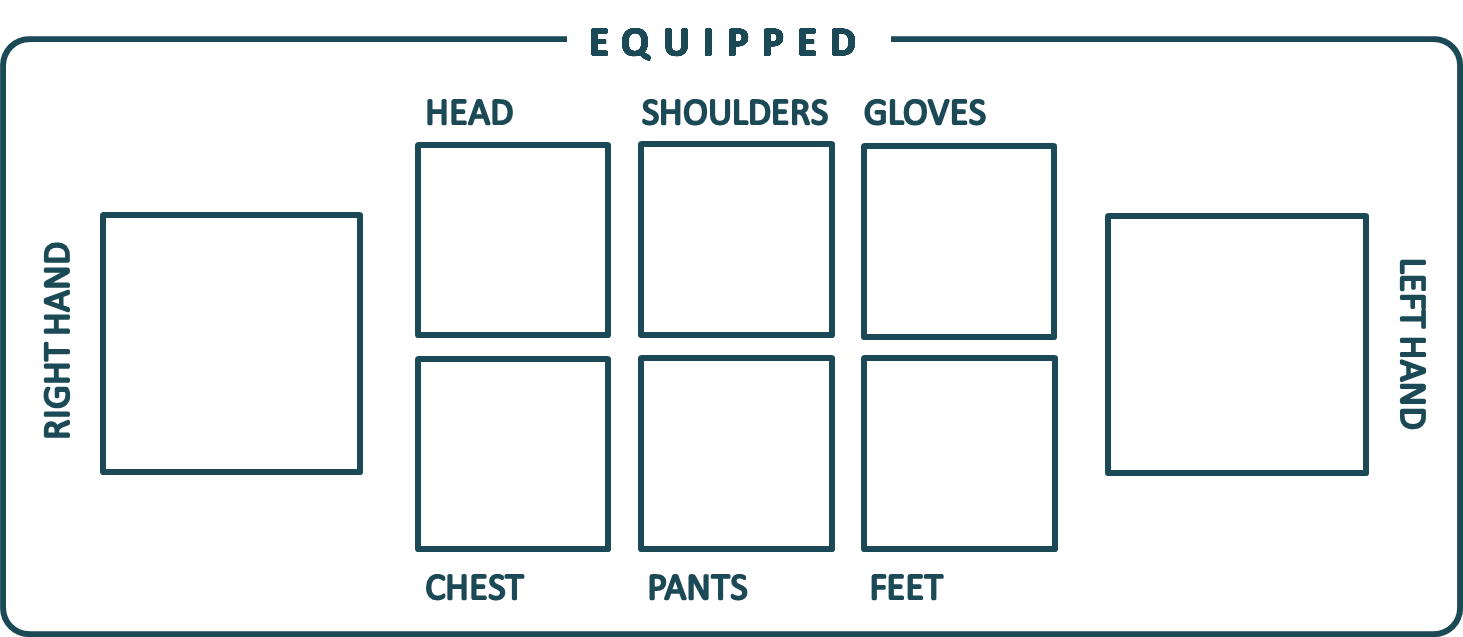 EQUIPPED
HEAD
SHOULDERS
GLOVES
RIGHT HAND
LEFT HAND
CHEST
PANTS
FEET